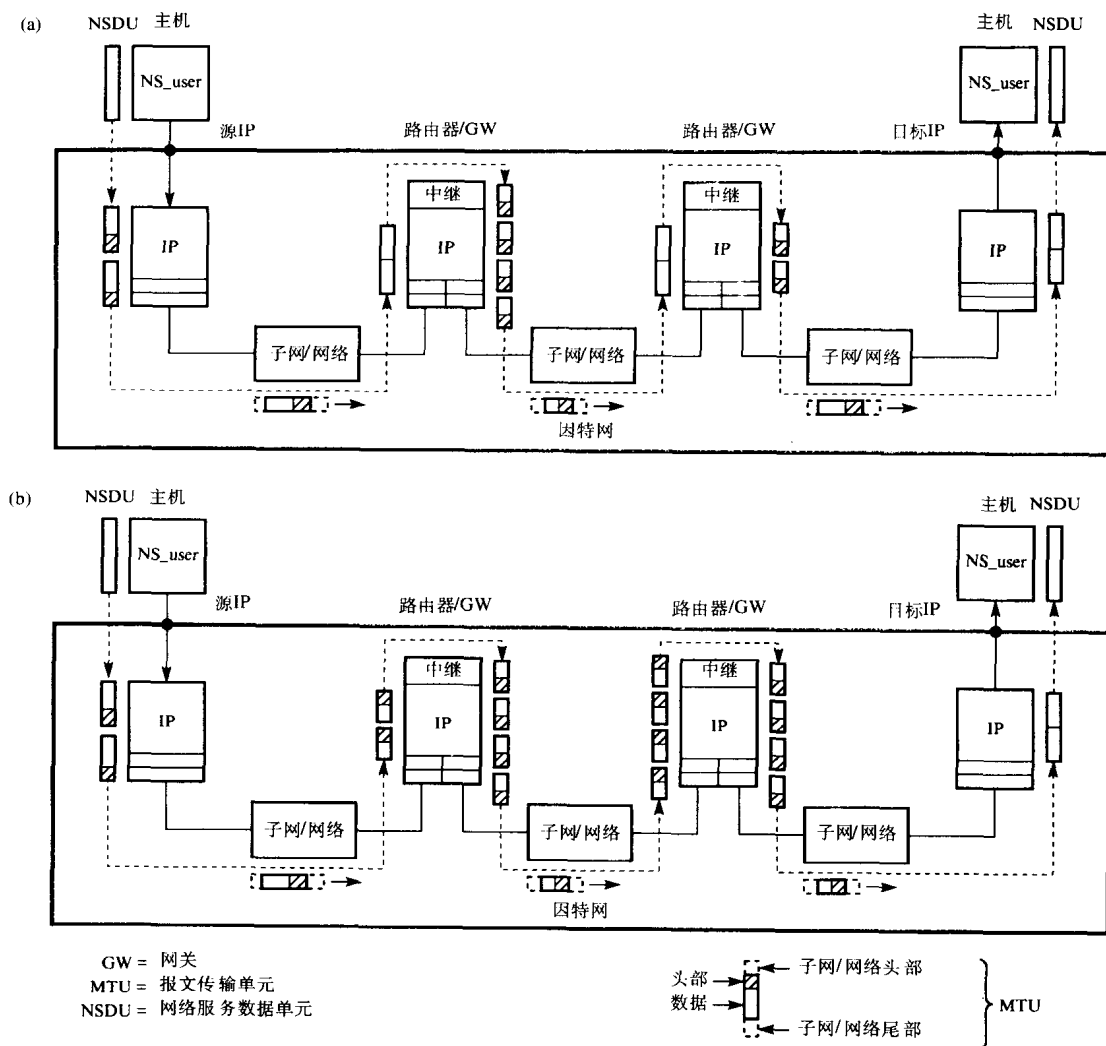 (a)
NSDU 主机
主机 NSDU
NS_user
NS_user
源IP
路由器/GW
路由器/GW
目标IP
中继
中继
IP
IP
IP
IP
子网/网络
子网/网络
子网/网络
因特网
(b)
NSDU 主机
主机 NSDU
NS_user
NS_user
源IP
路由器/GW
路由器/GW
目标IP
中继
中继
IP
IP
IP
IP
子网/网络
子网/网络
子网/网络
因特网
GW = 网关
MTU = 报文传输单元
NSDU = 网络服务数据单元
子网/网络头部
头部
数据
MTU
子网/网络尾部